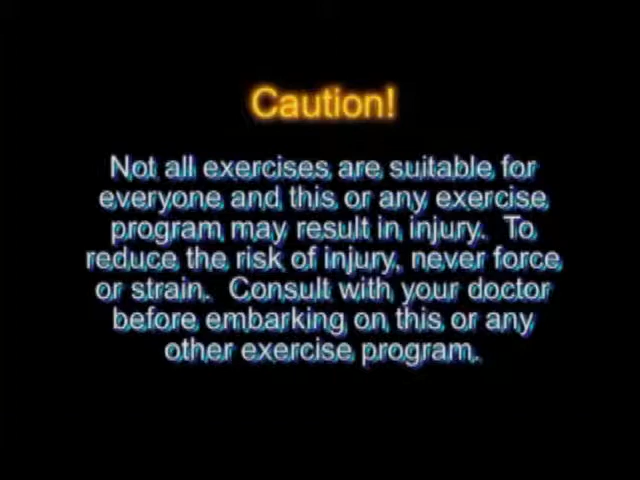 Caution!
Not all exercises are suitable for
everyone and this or any exercise
program may result in injury.  To
reduce the risk of injury, never force
or strain.  Consult with your doctor
before embarking on this or any
other exercise program.